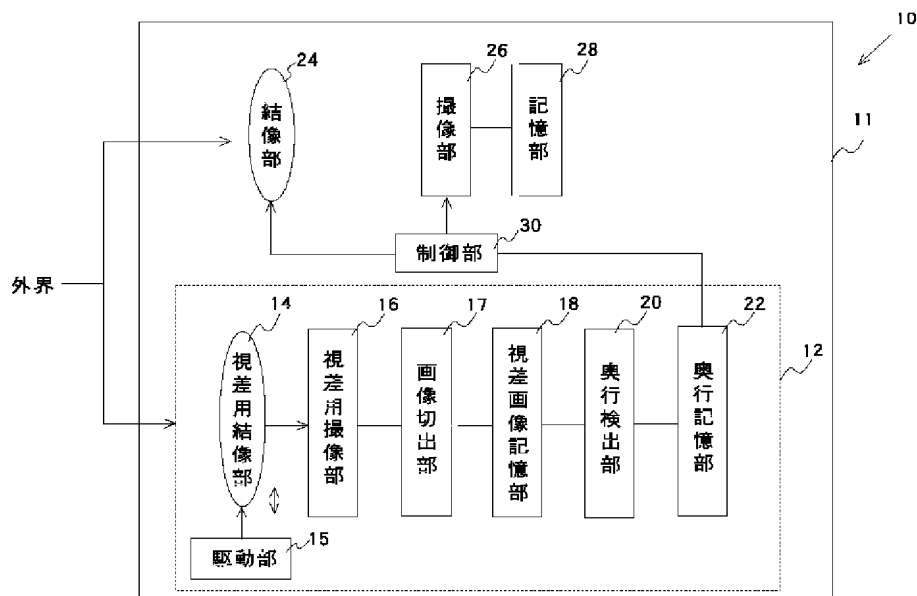 10
24
結像部
26
撮像部
28
記憶部
11
制御部
30
外界
14
視差用結像部
16
視差用撮像部
17
画像切出部
18
視差画像記憶部
20
奥行検出部
22
奥行記憶部
12
駆動部
15